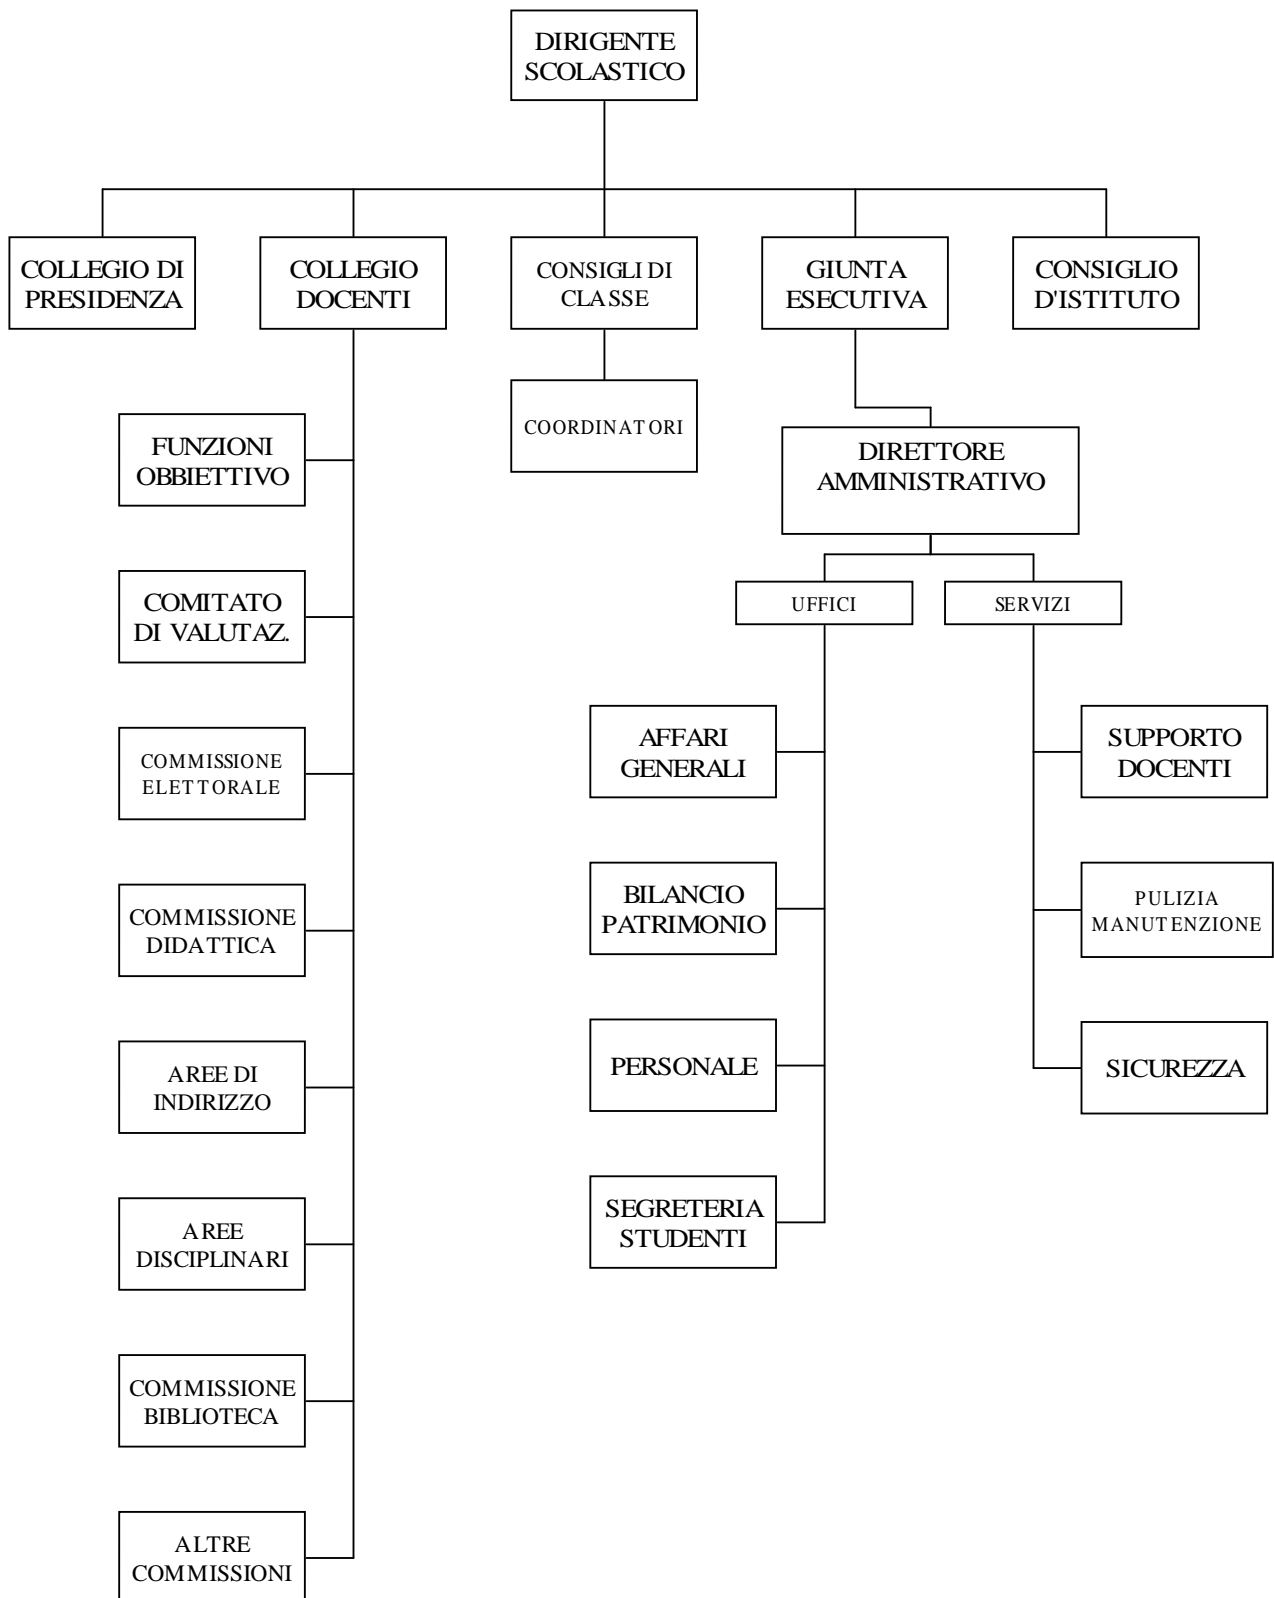 DIRIGENTE
SCOLASTICO
COLLEGIO DI
PRESIDENZA
COLLEGIO
DOCENTI
CONSIGLI DI
CLASSE
GIUNTA
ESECUTIVA
CONSIGLIO
D'ISTITUTO
FUNZIONI
OBBIETTIVO
COMITATO
DI VALUTAZ.
COMMISSIONE
ELETTORALE
COMMISSIONE
DIDATTICA
AREE DI
INDIRIZZO
AREE
DISCIPLINARI
COMMISSIONE
BIBLIOTECA
ALTRE
COMMISSIONI
COORDINATORI
DIRETTORE
AMMINISTRATIVO
UFFICI
SERVIZI
AFFARI
GENERALI
BILANCIO
PATRIMONIO
PERSONALE
SEGRETERIA
STUDENTI
SUPPORTO
DOCENTI
PULIZIA
MANUTENZIONE
SICUREZZA